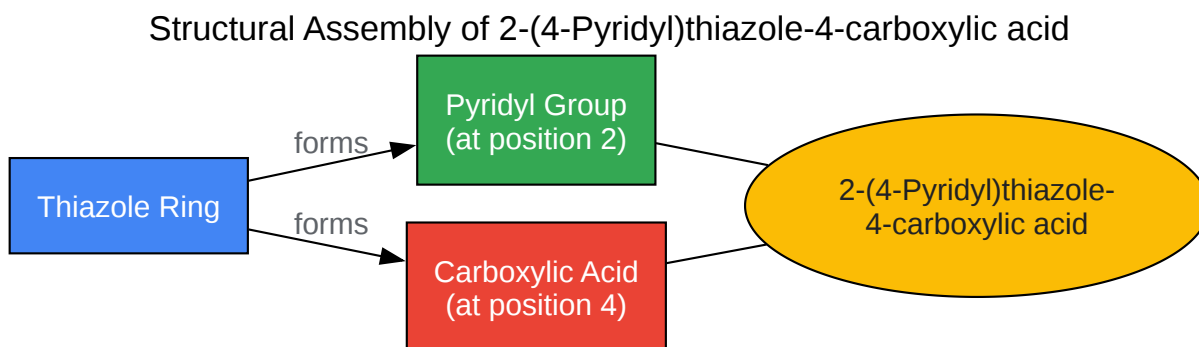 Structural Assembly of 2-(4-Pyridyl)thiazole-4-carboxylic acid
Thiazole Ring
forms
forms
Pyridyl Group
(at position 2)
Carboxylic Acid
(at position 4)
2-(4-Pyridyl)thiazole-
4-carboxylic acid